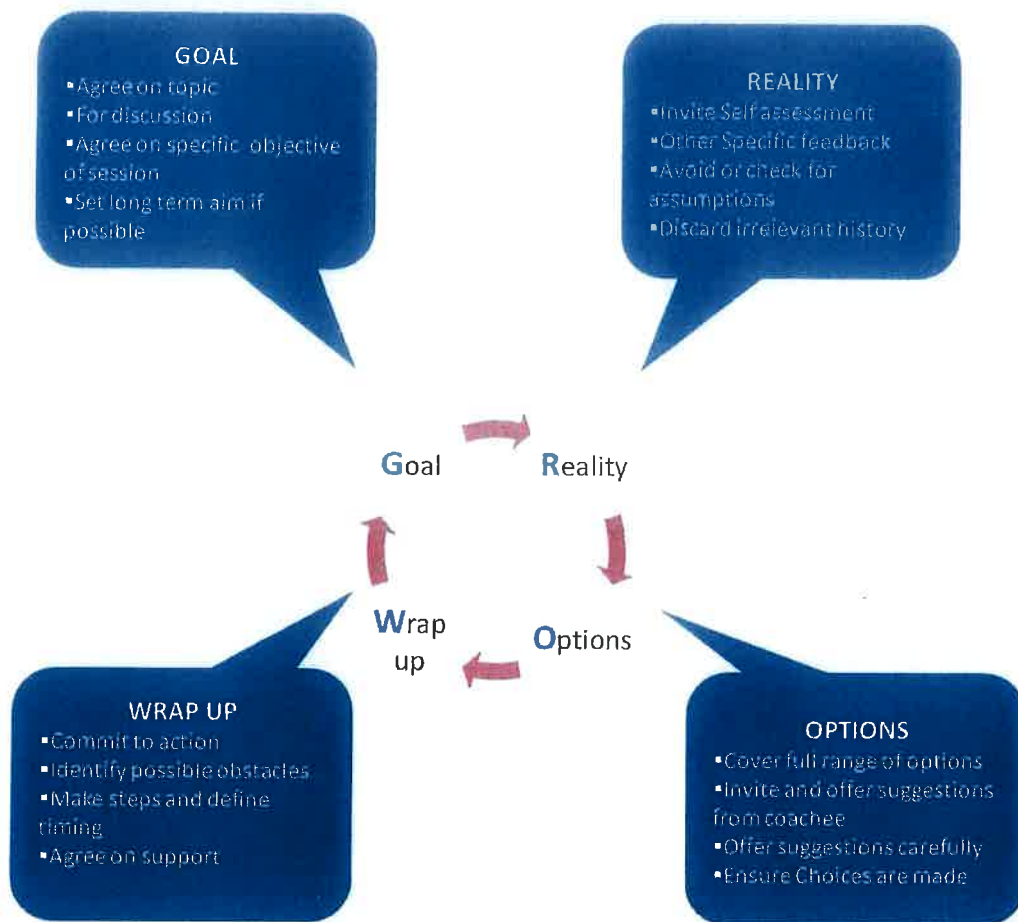 GOAL
▪Agree on topic
▪For discussion
▪Agree on specific objective
of session
▪Set long term aim if
possible
REALITY
▪Invite Self assessment
▪Other Specific feedback
▪Avoid or check for
assumptions
▪Discard irrelevant history
Goal
Reality
Wrap
up
Options
WRAP UP
▪Commit to action
▪Identify possible obstacles
▪Make steps and define
timing
▪Agree on support
OPTIONS
▪Cover full range of options
▪Invite and offer suggestions
from coachee
▪Offer suggestions carefully
▪Ensure Choices are made